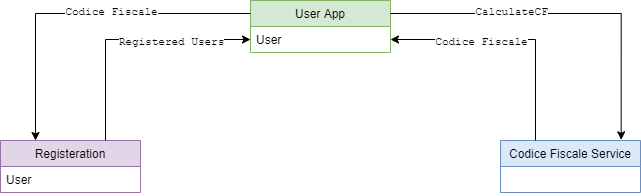 Codice Fiscale
User App
CalculateCF
Registered Users
User
Codice Fiscale
Registeration
Codice Fiscale Service
User